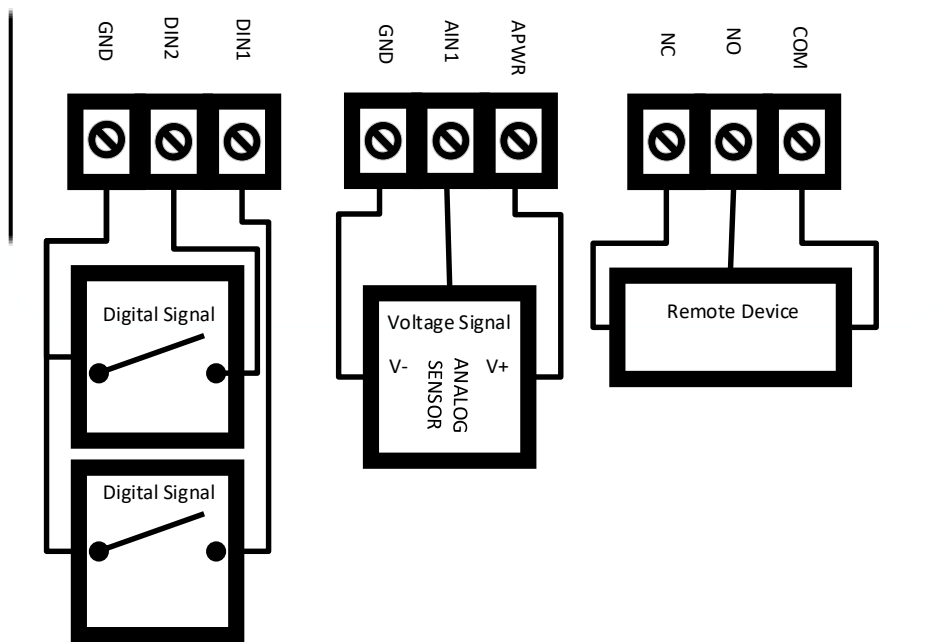 GND
DIN2
DIN1
GND
AIN1
APWR
NC
NO
COM
Digital Signal
Voltage Signal
V-
ANALOG
SENSOR
V+
Remote Device
Digital Signal